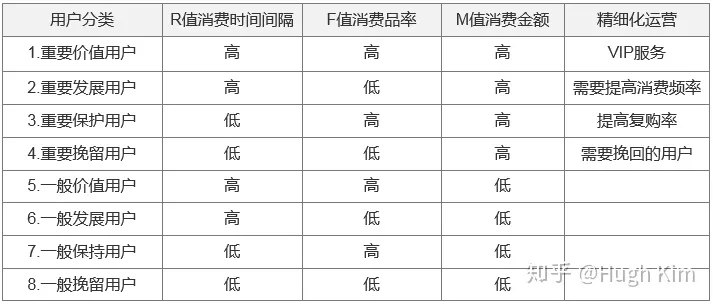 用户分类 R值消费时间间隔 F值消费品率 M值消费金额 精细化运营
1.重要价值用户 高 高 高 VIP服务
2.重要发展用户 高 低 高 需要提高消费频率
3.重要保护用户 低 高 高 提高复购率
4.重要挽留用户 低 低 高 需要挽回的用户
5.一般价值用户 高 高 低
6.一般发展用户 高 低 低
7.一般保持用户 低 高 低
8.一般挽留用户 低 低 低
知乎 @Hugh Kim